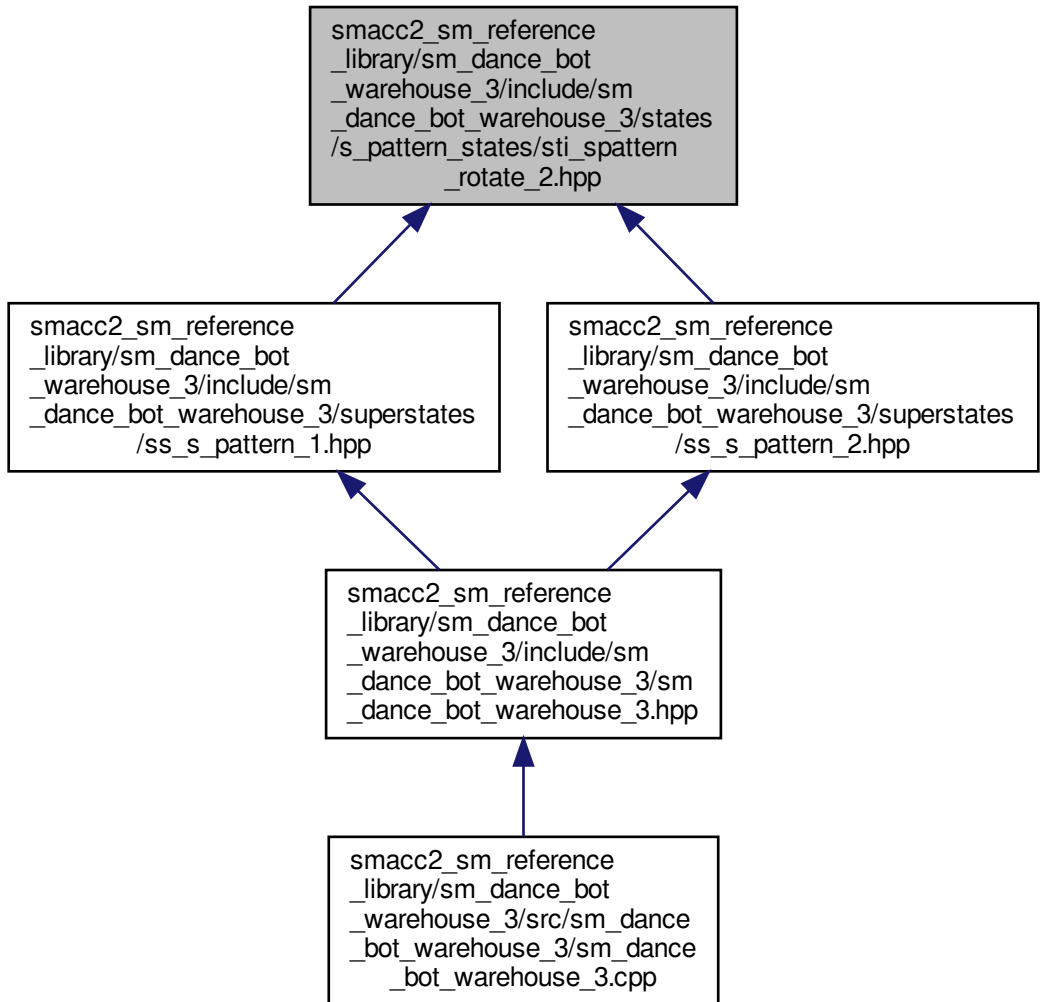 smacc2_sm_reference
_library/sm_dance_bot
_warehouse_3/include/sm
_dance_bot_warehouse_3/states
/s_pattern_states/sti_spattern
_rotate_2.hpp
smacc2_sm_reference
_library/sm_dance_bot
_warehouse_3/include/sm
_dance_bot_warehouse_3/superstates
/ss_s_pattern_1.hpp
smacc2_sm_reference
_library/sm_dance_bot
_warehouse_3/include/sm
_dance_bot_warehouse_3/superstates
/ss_s_pattern_2.hpp
smacc2_sm_reference
_library/sm_dance_bot
_warehouse_3/include/sm
_dance_bot_warehouse_3/sm
_dance_bot_warehouse_3.hpp
smacc2_sm_reference
_library/sm_dance_bot
_warehouse_3/src/sm_dance
_bot_warehouse_3/sm_dance
_bot_warehouse_3.cpp